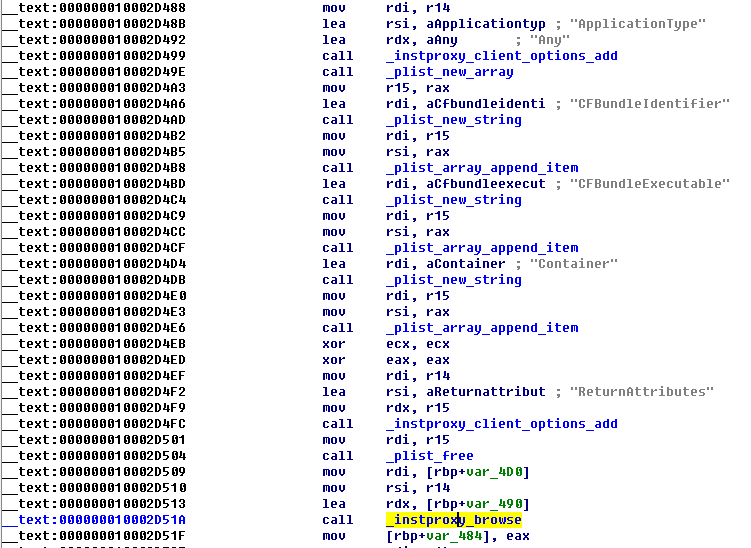 __text:000000010002D488 mov rdi, r14
__text:000000010002D48B lea rsi, aApplicationtyp ; "ApplicationType"
__text:000000010002D492 lea rdx, aAny ; "Any"
__text:000000010002D499 call _instproxy_client_options_add
__text:000000010002D49E call _plist_new_array
__text:000000010002D4A3 mov r15, rax
__text:000000010002D4A6 lea rdi, aCfbundleidenti ; "CFBundleIdentifier"
__text:000000010002D4AD call _plist_new_string
__text:000000010002D4B2 mov rdi, r15
__text:000000010002D4B5 mov rsi, rax
__text:000000010002D4B8 call _plist_array_append_item
__text:000000010002D4BD lea rdi, aCfbundleexecut ; "CFBundleExecutable"
__text:000000010002D4C4 call _plist_new_string
__text:000000010002D4C9 mov rdi, r15
__text:000000010002D4CC mov rsi, rax
__text:000000010002D4CF call _plist_array_append_item
__text:000000010002D4D4 lea rdi, aContainer ; "Container"
__text:000000010002D4DB call _plist_new_string
__text:000000010002D4E0 mov rdi, r15
__text:000000010002D4E3 mov rsi, rax
__text:000000010002D4E6 call _plist_array_append_item
__text:000000010002D4EB xor ecx, ecx
__text:000000010002D4ED xor eax, eax
__text:000000010002D4EF mov rdi, r14
__text:000000010002D4F2 lea rsi, aReturnattribut ; "ReturnAttributes"
__text:000000010002D4F9 mov rdx, r15
__text:000000010002D4FC call _instproxy_client_options_add
__text:000000010002D501 mov rdi, r15
__text:000000010002D504 call _plist_free
__text:000000010002D509 mov rdi, [rbp+var_4D0]
__text:000000010002D510 mov rsi, r14
__text:000000010002D513 lea rdx, [rbp+var_490]
__text:000000010002D51A call _instproxy_browse
__text:000000010002D51F mov [rbp+var_484], eax